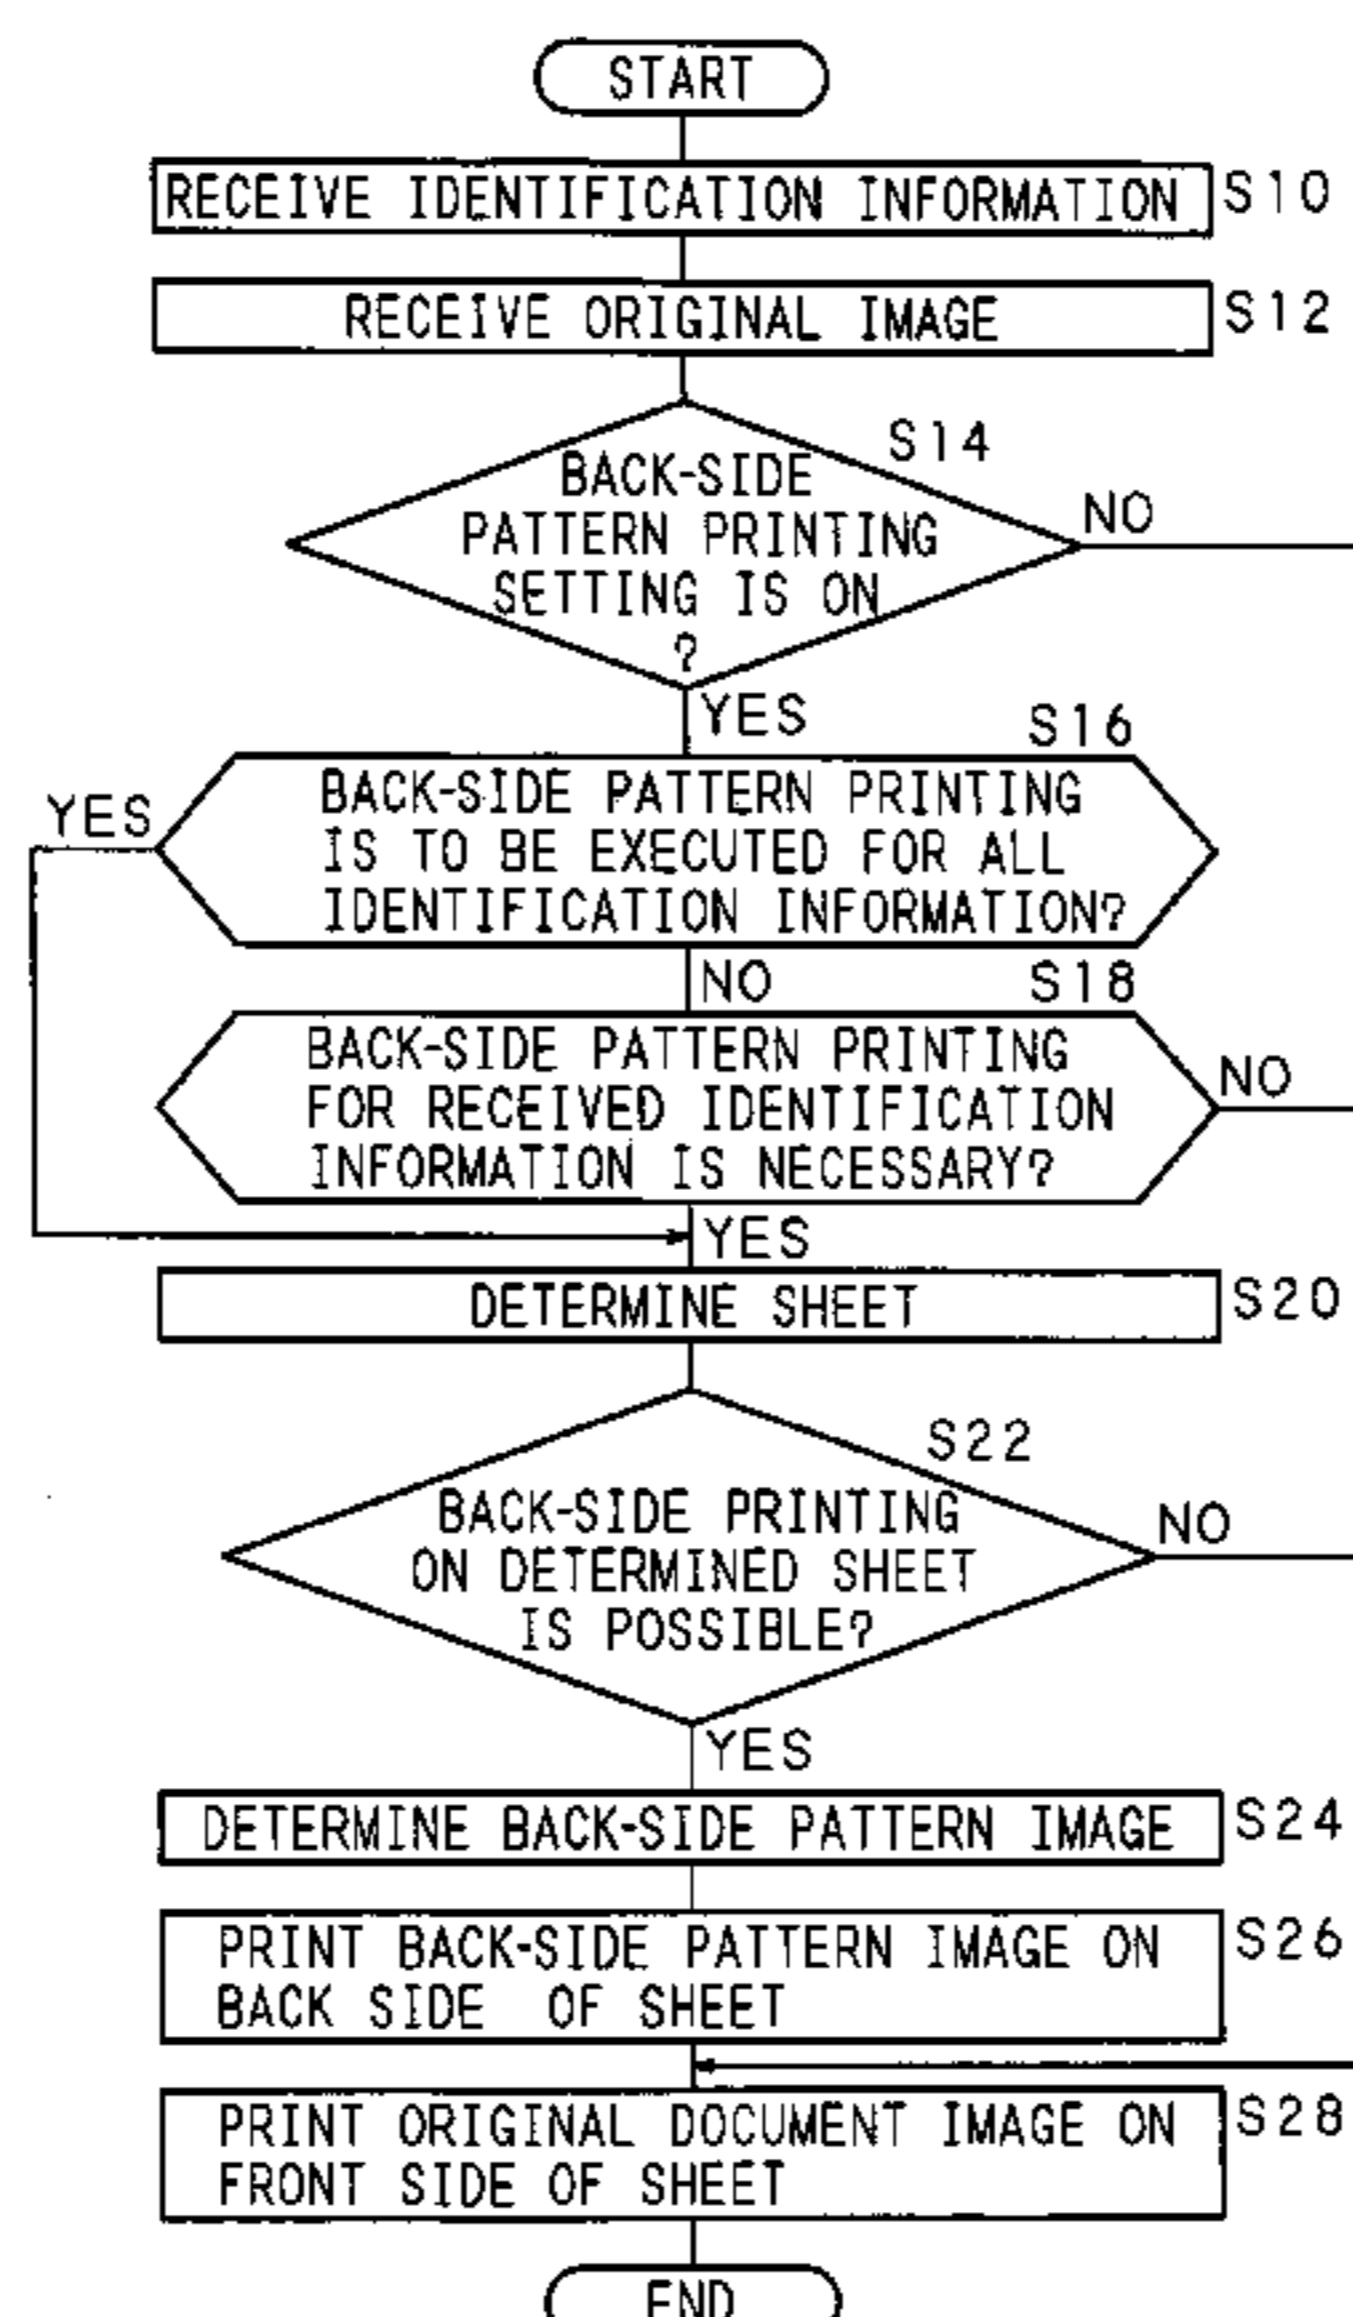 START
RECEIVE IDENTIFICATION INFORMATION S10
RECEIVE ORIGINAL IMAGE S12
S14
BACK-SIDE
PATTERN PRINTING
SETTING IS ON
?
NO
YES
S16
YES
BACK-SIDE PATTERN PRINTING
IS TO BE EXECUTED FOR ALL
IDENTIFICATION INFORMATION?
NO
S18
BACK-SIDE PATTERN PRINTING
FOR RECEIVED IDENTIFICATION
INFORMATION IS NECESSARY?
NO
YES
DETERMINE SHEET S20
S22
BACK-SIDE PRINTING
ON DETERMINED SHEET
IS POSSIBLE?
NO
YES
DETERMINE BACK-SIDE PATTERN IMAGE S24
PRINT BACK-SIDE PATTERN IMAGE ON S26
BACK SIDE OF SHEET
PRINT ORIGINAL DOCUMENT IMAGE ON S28
FRONT SIDE OF SHEET
END